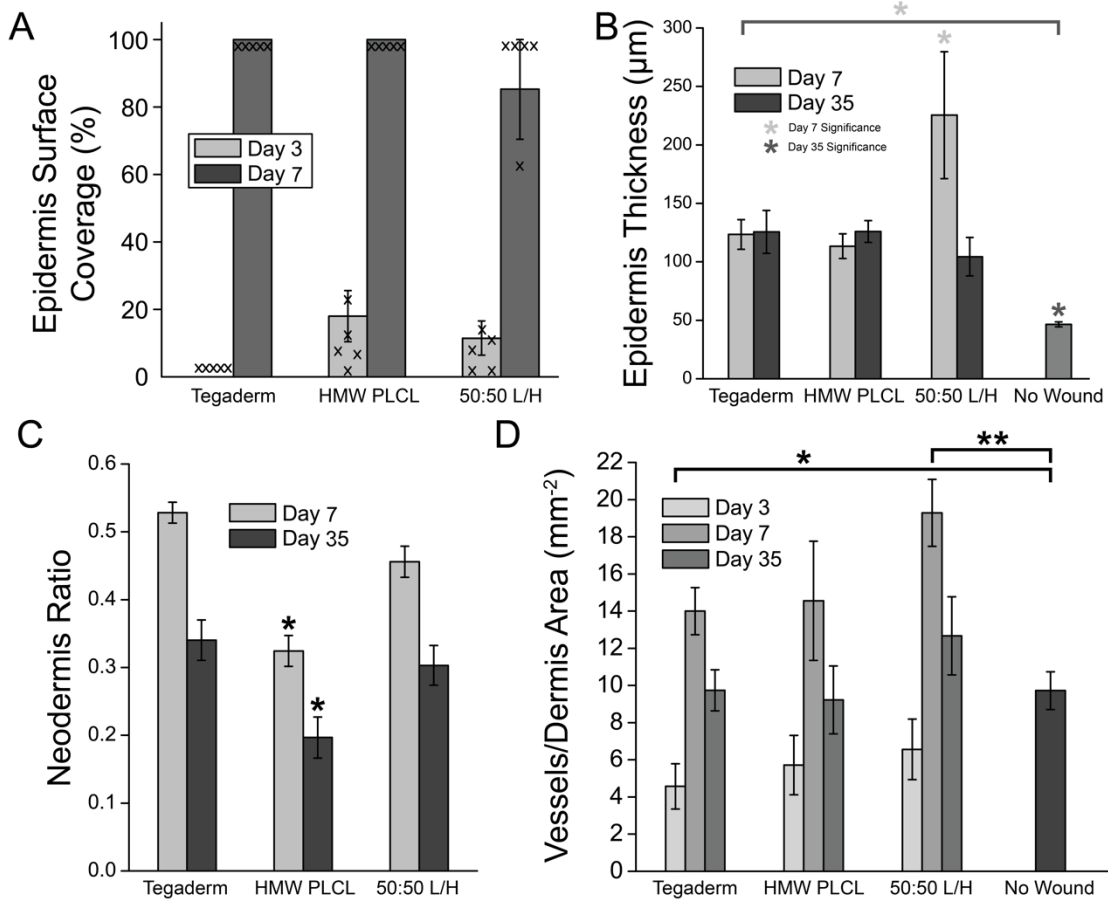 A
Epidermis Surface
Coverage (%)
100
80
60
40
20
0
Day 3
Day 7
Tegaderm
HMW PLCL
50:50 L/H
B
Epidermis Thickness (μm)
300
250
200
150
100
50
0
*
*
Day 7
Day 35
* Day 7 Significance
* Day 35 Significance
*
Tegaderm
HMW PLCL
50:50 L/H
No Wound
C
Neodermis Ratio
0.6
0.5
0.4
0.3
0.2
0.1
0.0
Day 7
Day 35
*
*
Tegaderm
HMW PLCL
50:50 L/H
D
Vessels/Dermis Area (mm⁻²)
22
20
18
16
14
12
10
8
6
4
2
0
*
**
Day 3
Day 7
Day 35
Tegaderm
HMW PLCL
50:50 L/H
No Wound